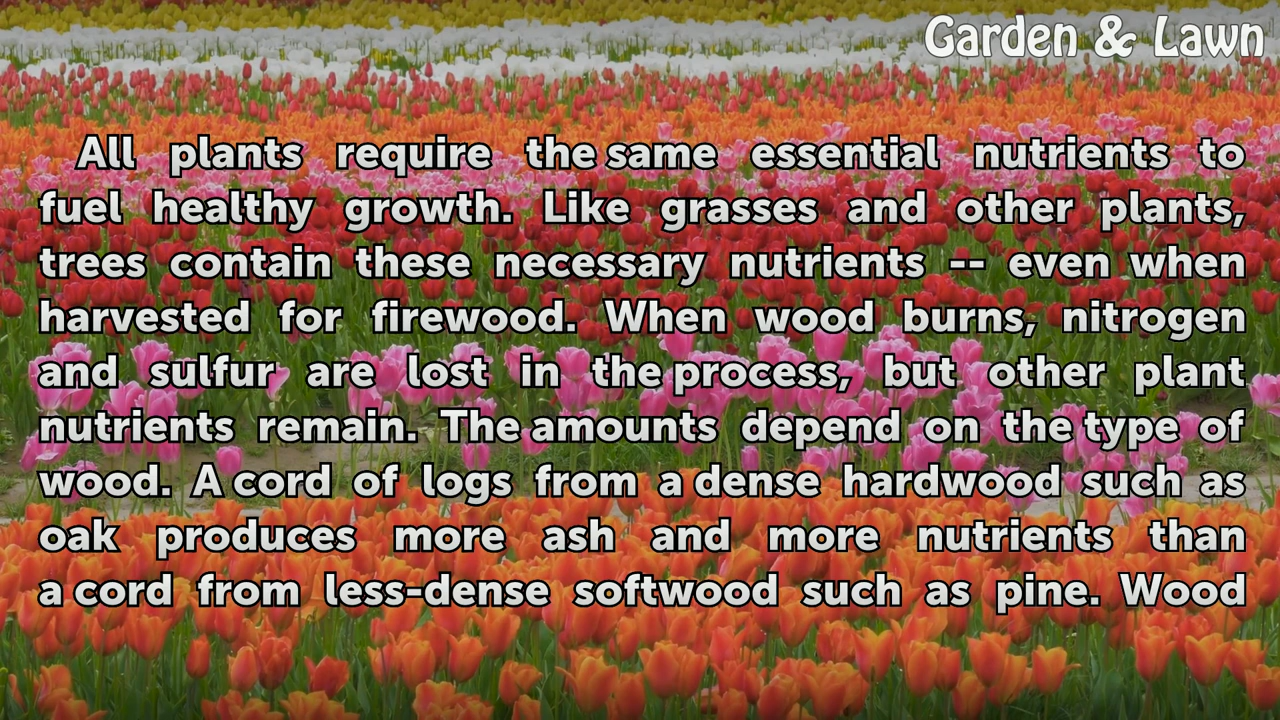 Garden & Lawn
All plants require the same essential nutrients to
fuel healthy growth. Like grasses and other plants,
trees contain these necessary nutrients -- even when
harvested for firewood. When wood burns, nitrogen
and sulfur are lost in the process, but other plant
nutrients remain. The amounts depend on the type of
wood. A cord of logs from a dense hardwood such as
oak produces more ash and more nutrients than
a cord from less-dense softwood such as pine. Wood